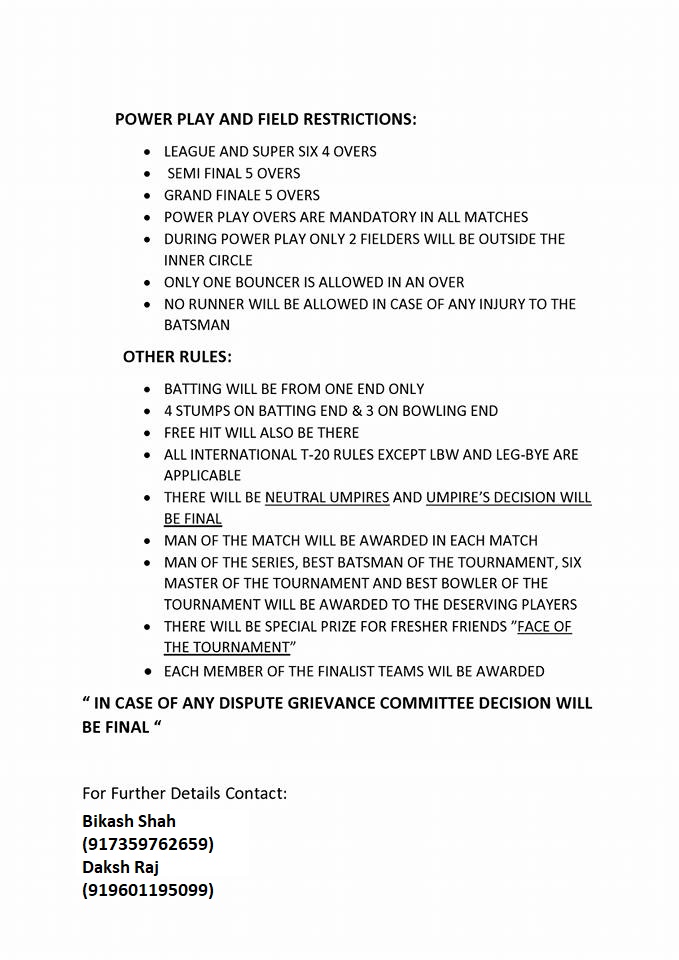 POWER PLAY AND FIELD RESTRICTIONS:
• LEAGUE AND SUPER SIX 4 OVERS
• SEMI FINAL 5 OVERS
• GRAND FINALE 5 OVERS
• POWER PLAY OVERS ARE MANDATORY IN ALL MATCHES
• DURING POWER PLAY ONLY 2 FIELDERS WILL BE OUTSIDE THE
INNER CIRCLE
• ONLY ONE BOUNCER IS ALLOWED IN AN OVER
• NO RUNNER WILL BE ALLOWED IN CASE OF ANY INJURY TO THE
BATSMAN
OTHER RULES:
• BATTING WILL BE FROM ONE END ONLY
• 4 STUMPS ON BATTING END & 3 ON BOWLING END
• FREE HIT WILL ALSO BE THERE
• ALL INTERNATIONAL T-20 RULES EXCEPT LBW AND LEG-BYE ARE
APPLICABLE
• THERE WILL BE NEUTRAL UMPIRES AND UMPIRE’S DECISION WILL
BE FINAL
• MAN OF THE MATCH WILL BE AWARDED IN EACH MATCH
• MAN OF THE SERIES, BEST BATSMAN OF THE TOURNAMENT, SIX
MASTER OF THE TOURNAMENT AND BEST BOWLER OF THE
TOURNAMENT WILL BE AWARDED TO THE DESERVING PLAYERS
• THERE WILL BE SPECIAL PRIZE FOR FRESHER FRIENDS ”FACE OF
THE TOURNAMENT”
• EACH MEMBER OF THE FINALIST TEAMS WIL BE AWARDED
“ IN CASE OF ANY DISPUTE GRIEVANCE COMMITTEE DECISION WILL
BE FINAL “
For Further Details Contact:
Bikash Shah
(917359762659)
Daksh Raj
(919601195099)